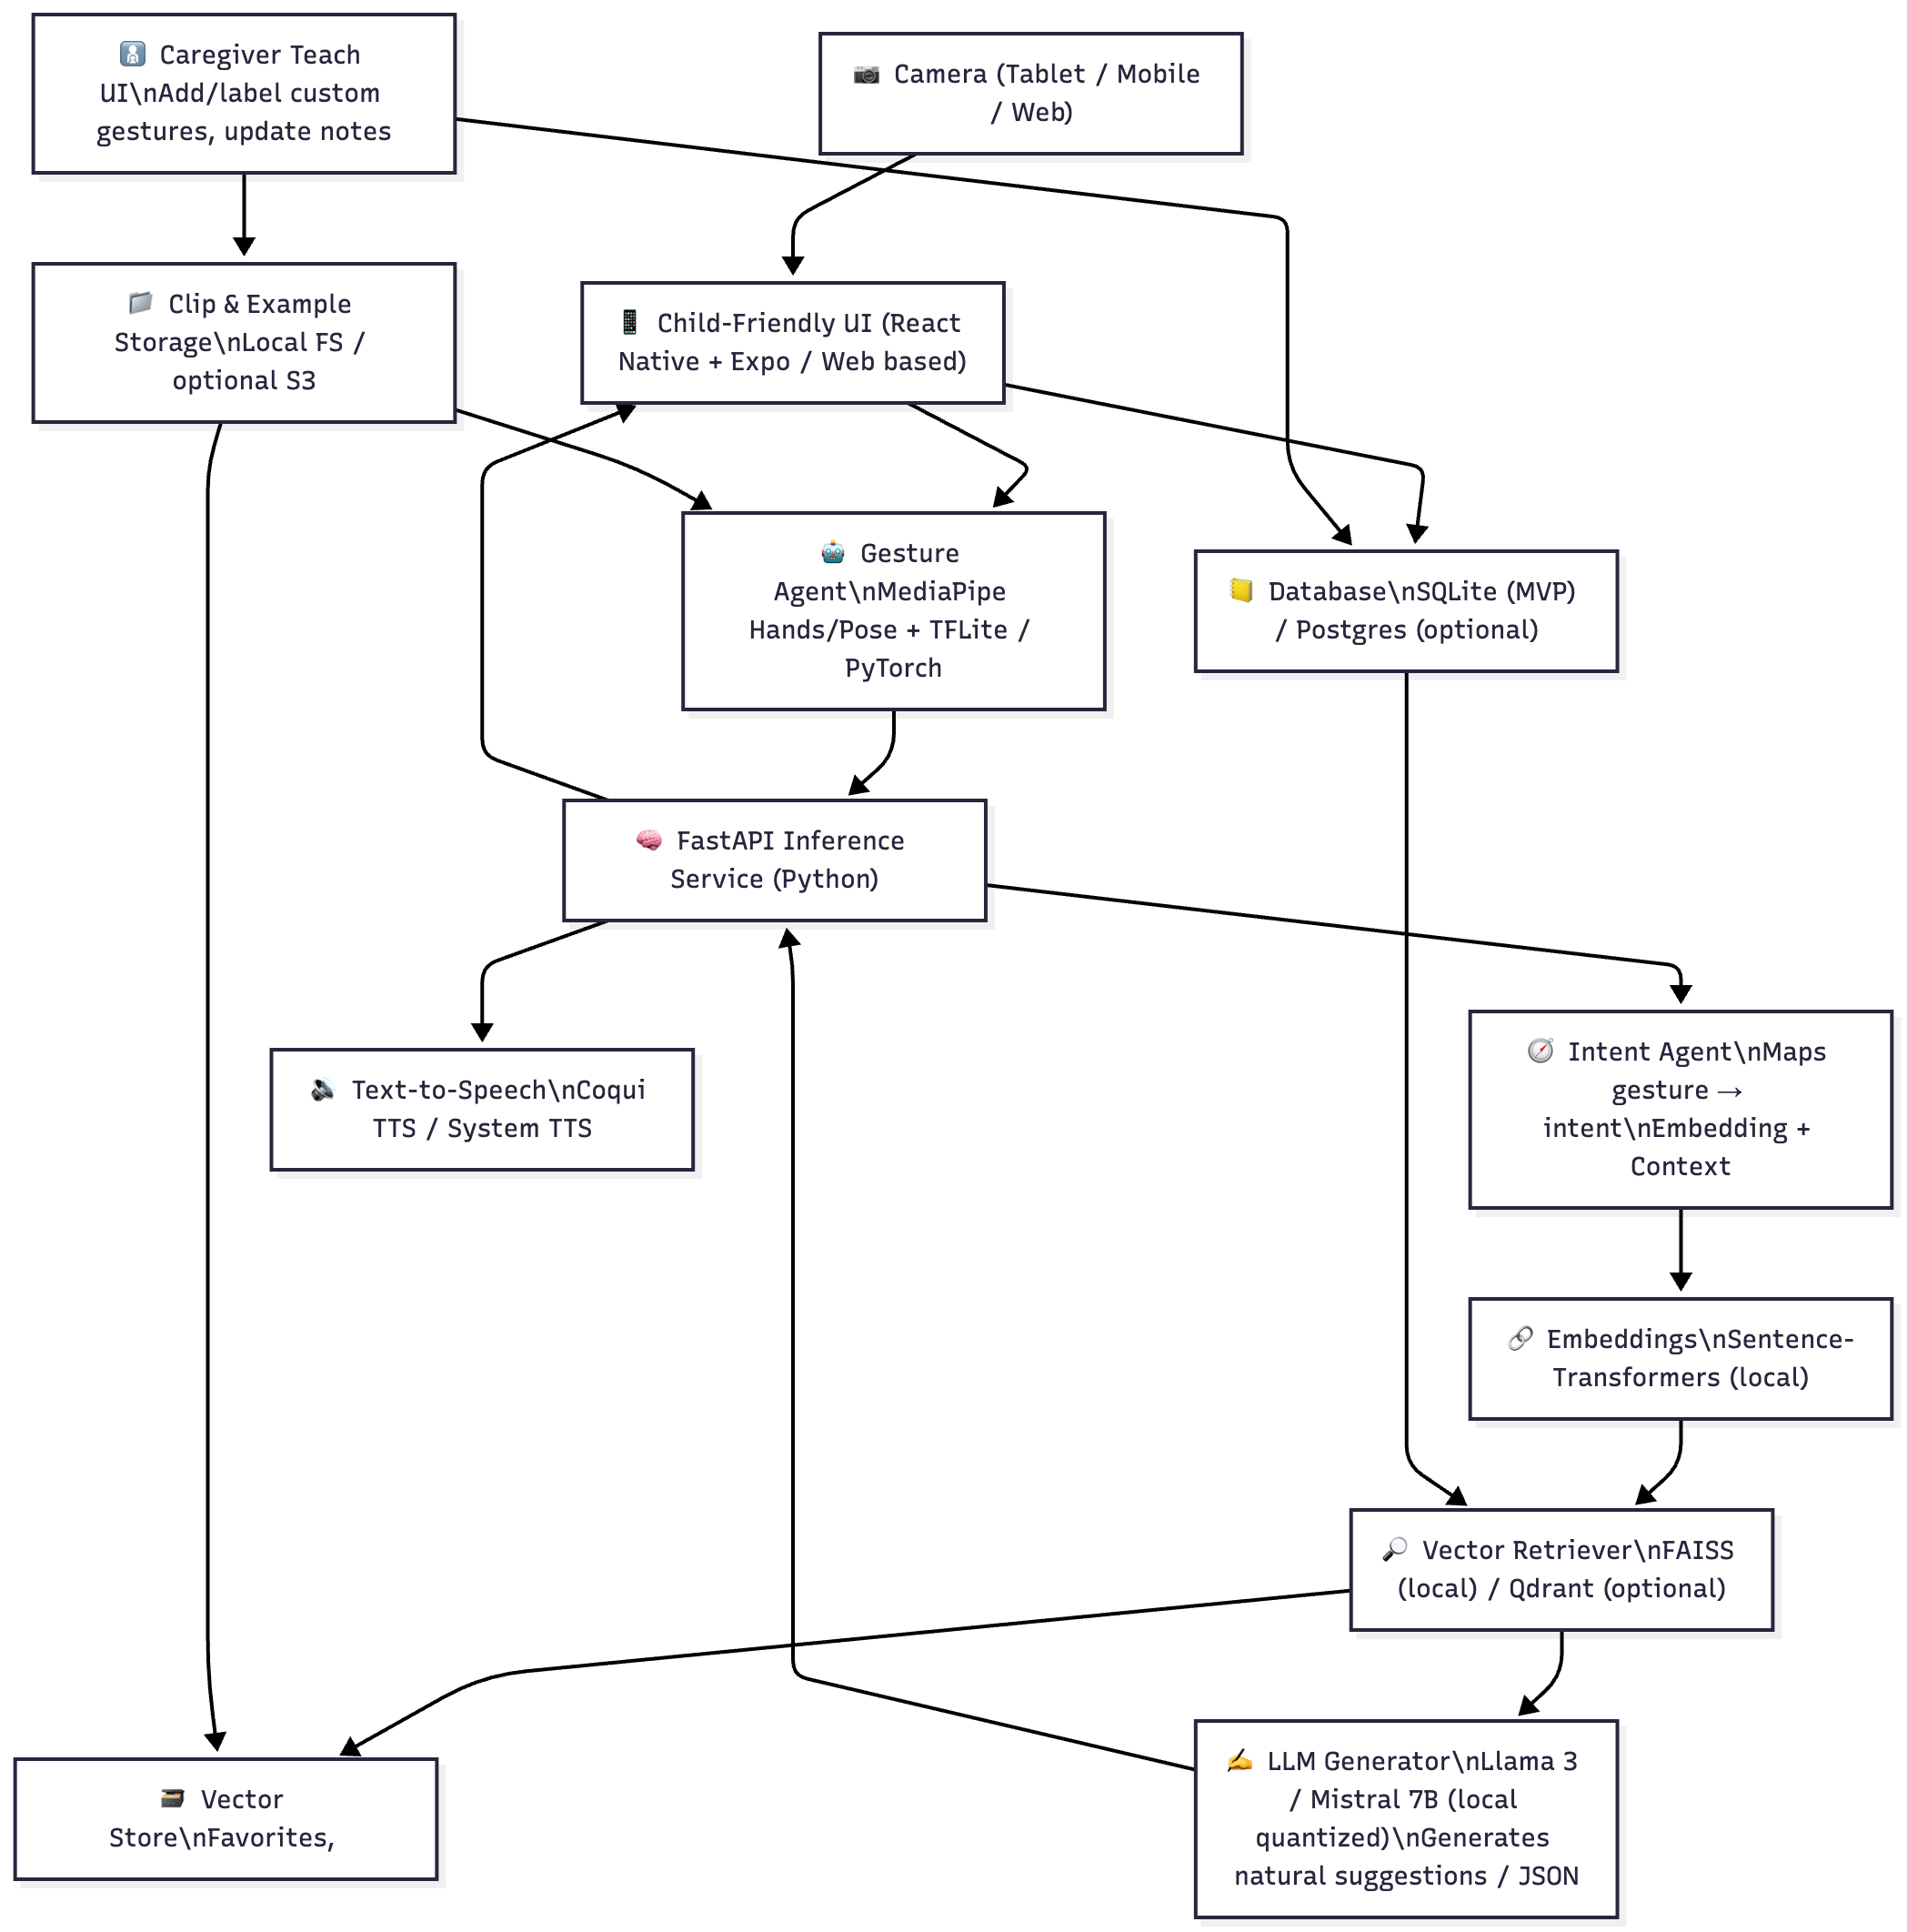 Caregiver Teach
UI\nAdd/label custom
gestures, update notes
Camera (Tablet / Mobile
/ Web)
Clip & Example
Storage\nLocal FS /
optional S3
Child-Friendly UI (React
Native + Expo / Web based)
Gesture
Agent\nMediaPipe
Hands/Pose + TFLite /
PyTorch
Database\nSQLite (MVP)
/ Postgres (optional)
FastAPI Inference
Service (Python)
Text-to-Speech\nCoqui
TTS / System TTS
Intent Agent\nMaps
gesture →
intent\nEmbedding +
Context
Embeddings\nSentence-
Transformers (local)
Vector Retriever\nFAISS
(local) / Qdrant (optional)
Vector
Store\nFavorites,
LLM Generator\nLlama 3
/ Mistral 7B (local
quantized)\nGenerates
natural suggestions / JSON